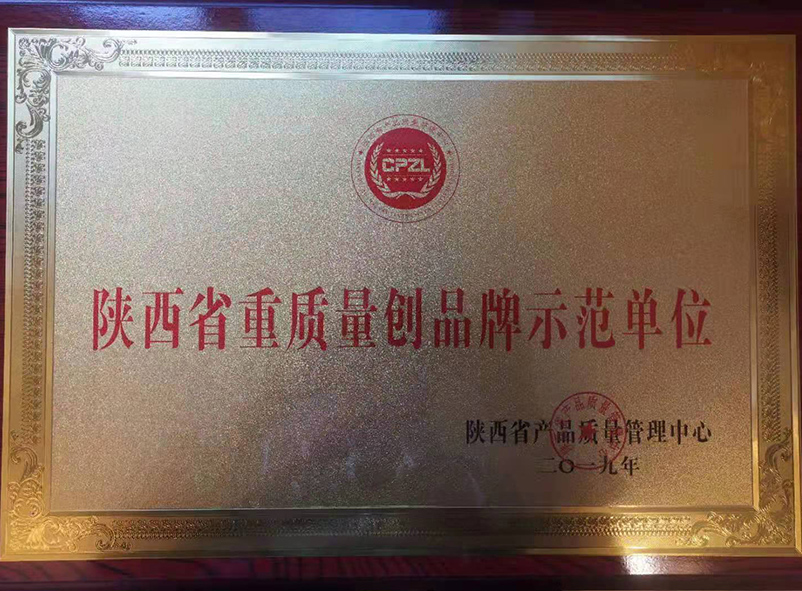 CPZL
陕西省重质量创品牌示范单位
陕西省产品质量管理中心
二〇一九年